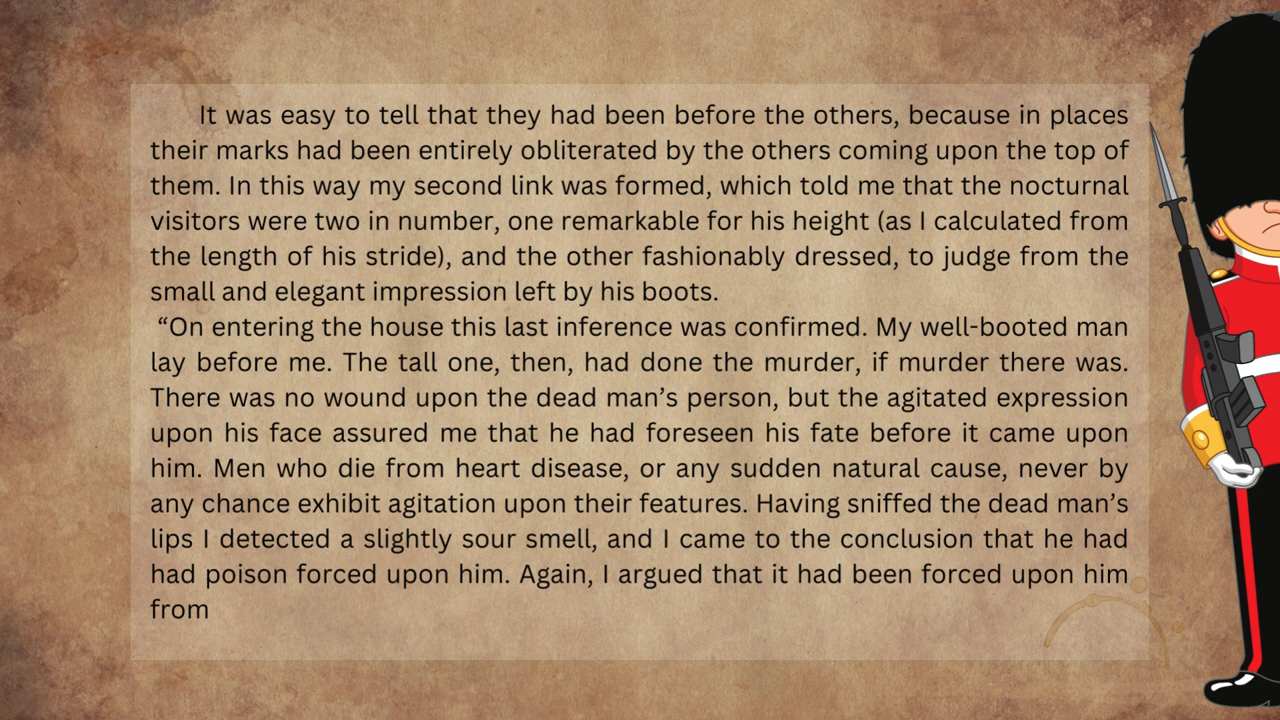 It was easy to tell that they had been before the others, because in places
their marks had been entirely obliterated by the others coming upon the top of
them. In this way my second link was formed, which told me that the nocturnal
visitors were two in number, one remarkable for his height (as I calculated from
the length of his stride), and the other fashionably dressed, to judge from the
small and elegant impression left by his boots.
“On entering the house this last inference was confirmed. My well-booted man
lay before me. The tall one, then, had done the murder, if murder there was.
There was no wound upon the dead man’s person, but the agitated expression
upon his face assured me that he had foreseen his fate before it came upon
him. Men who die from heart disease, or any sudden natural cause, never by
any chance exhibit agitation upon their features. Having sniffed the dead man’s
lips I detected a slightly sour smell, and I came to the conclusion that he had
had poison forced upon him. Again, I argued that it had been forced upon him
from